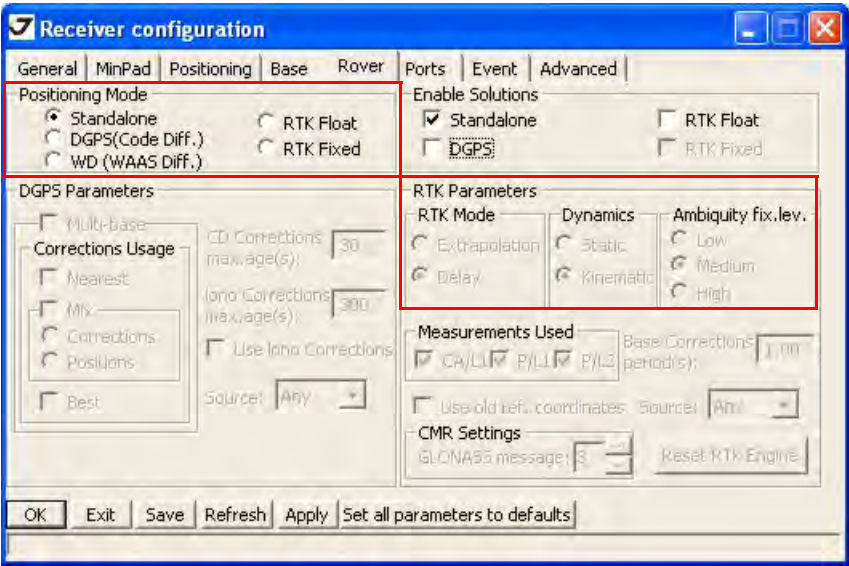 Receiver configuration
General MinPad Positioning Base Rover Ports Event Advanced
Positioning Mode
Standalone
DGPS(Code Diff.)
WD (WAAS Diff.)
RTK Float
RTK Fixed
Enable Solutions
Standalone
DGPS
RTK Float
RTK Fixed
DGPS Parameters
Multi-base
Corrections Usage
Nearest
Mix
Corrections
Positions
Best
CD Corrections 30
max.age(s):
Iono Corrections 300
max.age(s):
Use Iono Corrections
Source: Any
RTK Parameters
RTK Mode
Extrapolation
Delay
Dynamics
Static
Kinematic
Ambiguity fix.lev.
Low
Medium
High
Measurements Used
CA/L1 P/L1 P/L2
Base Corrections 1.00
period(s):
Use old ref. coordinates Source: Any
CMR Settings
GLONASS message: 3
Reset RTK Engine
OK Exit Save Refresh Apply Set all parameters to defaults